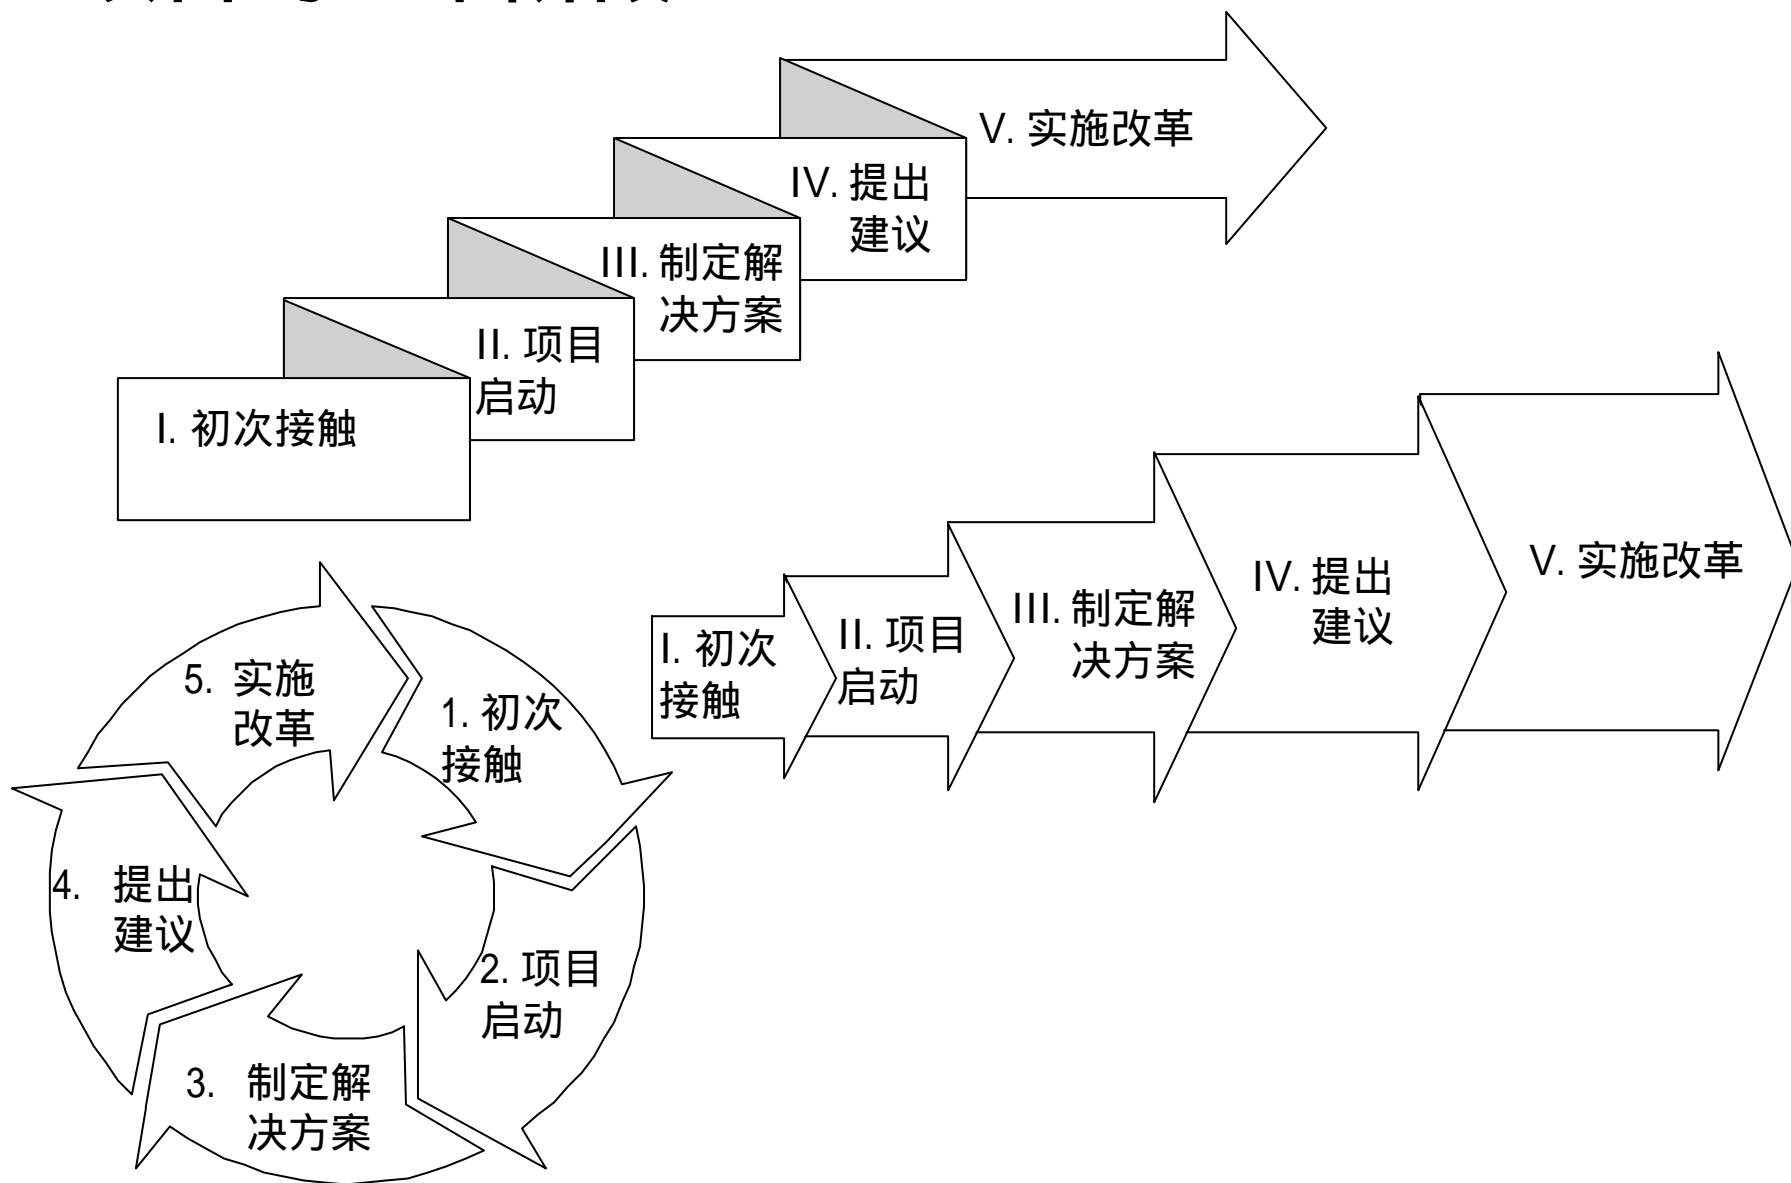 V. 实施改革
IV. 提出
建议
III. 制定解
决方案
II. 项目
启动
I. 初次接触
I. 初次
接触
II. 项目
启动
III. 制定解
决方案
IV. 提出
建议
V. 实施改革
5. 实施
改革
1. 初次
接触
4. 提出
建议
2. 项目
启动
3. 制定解
决方案